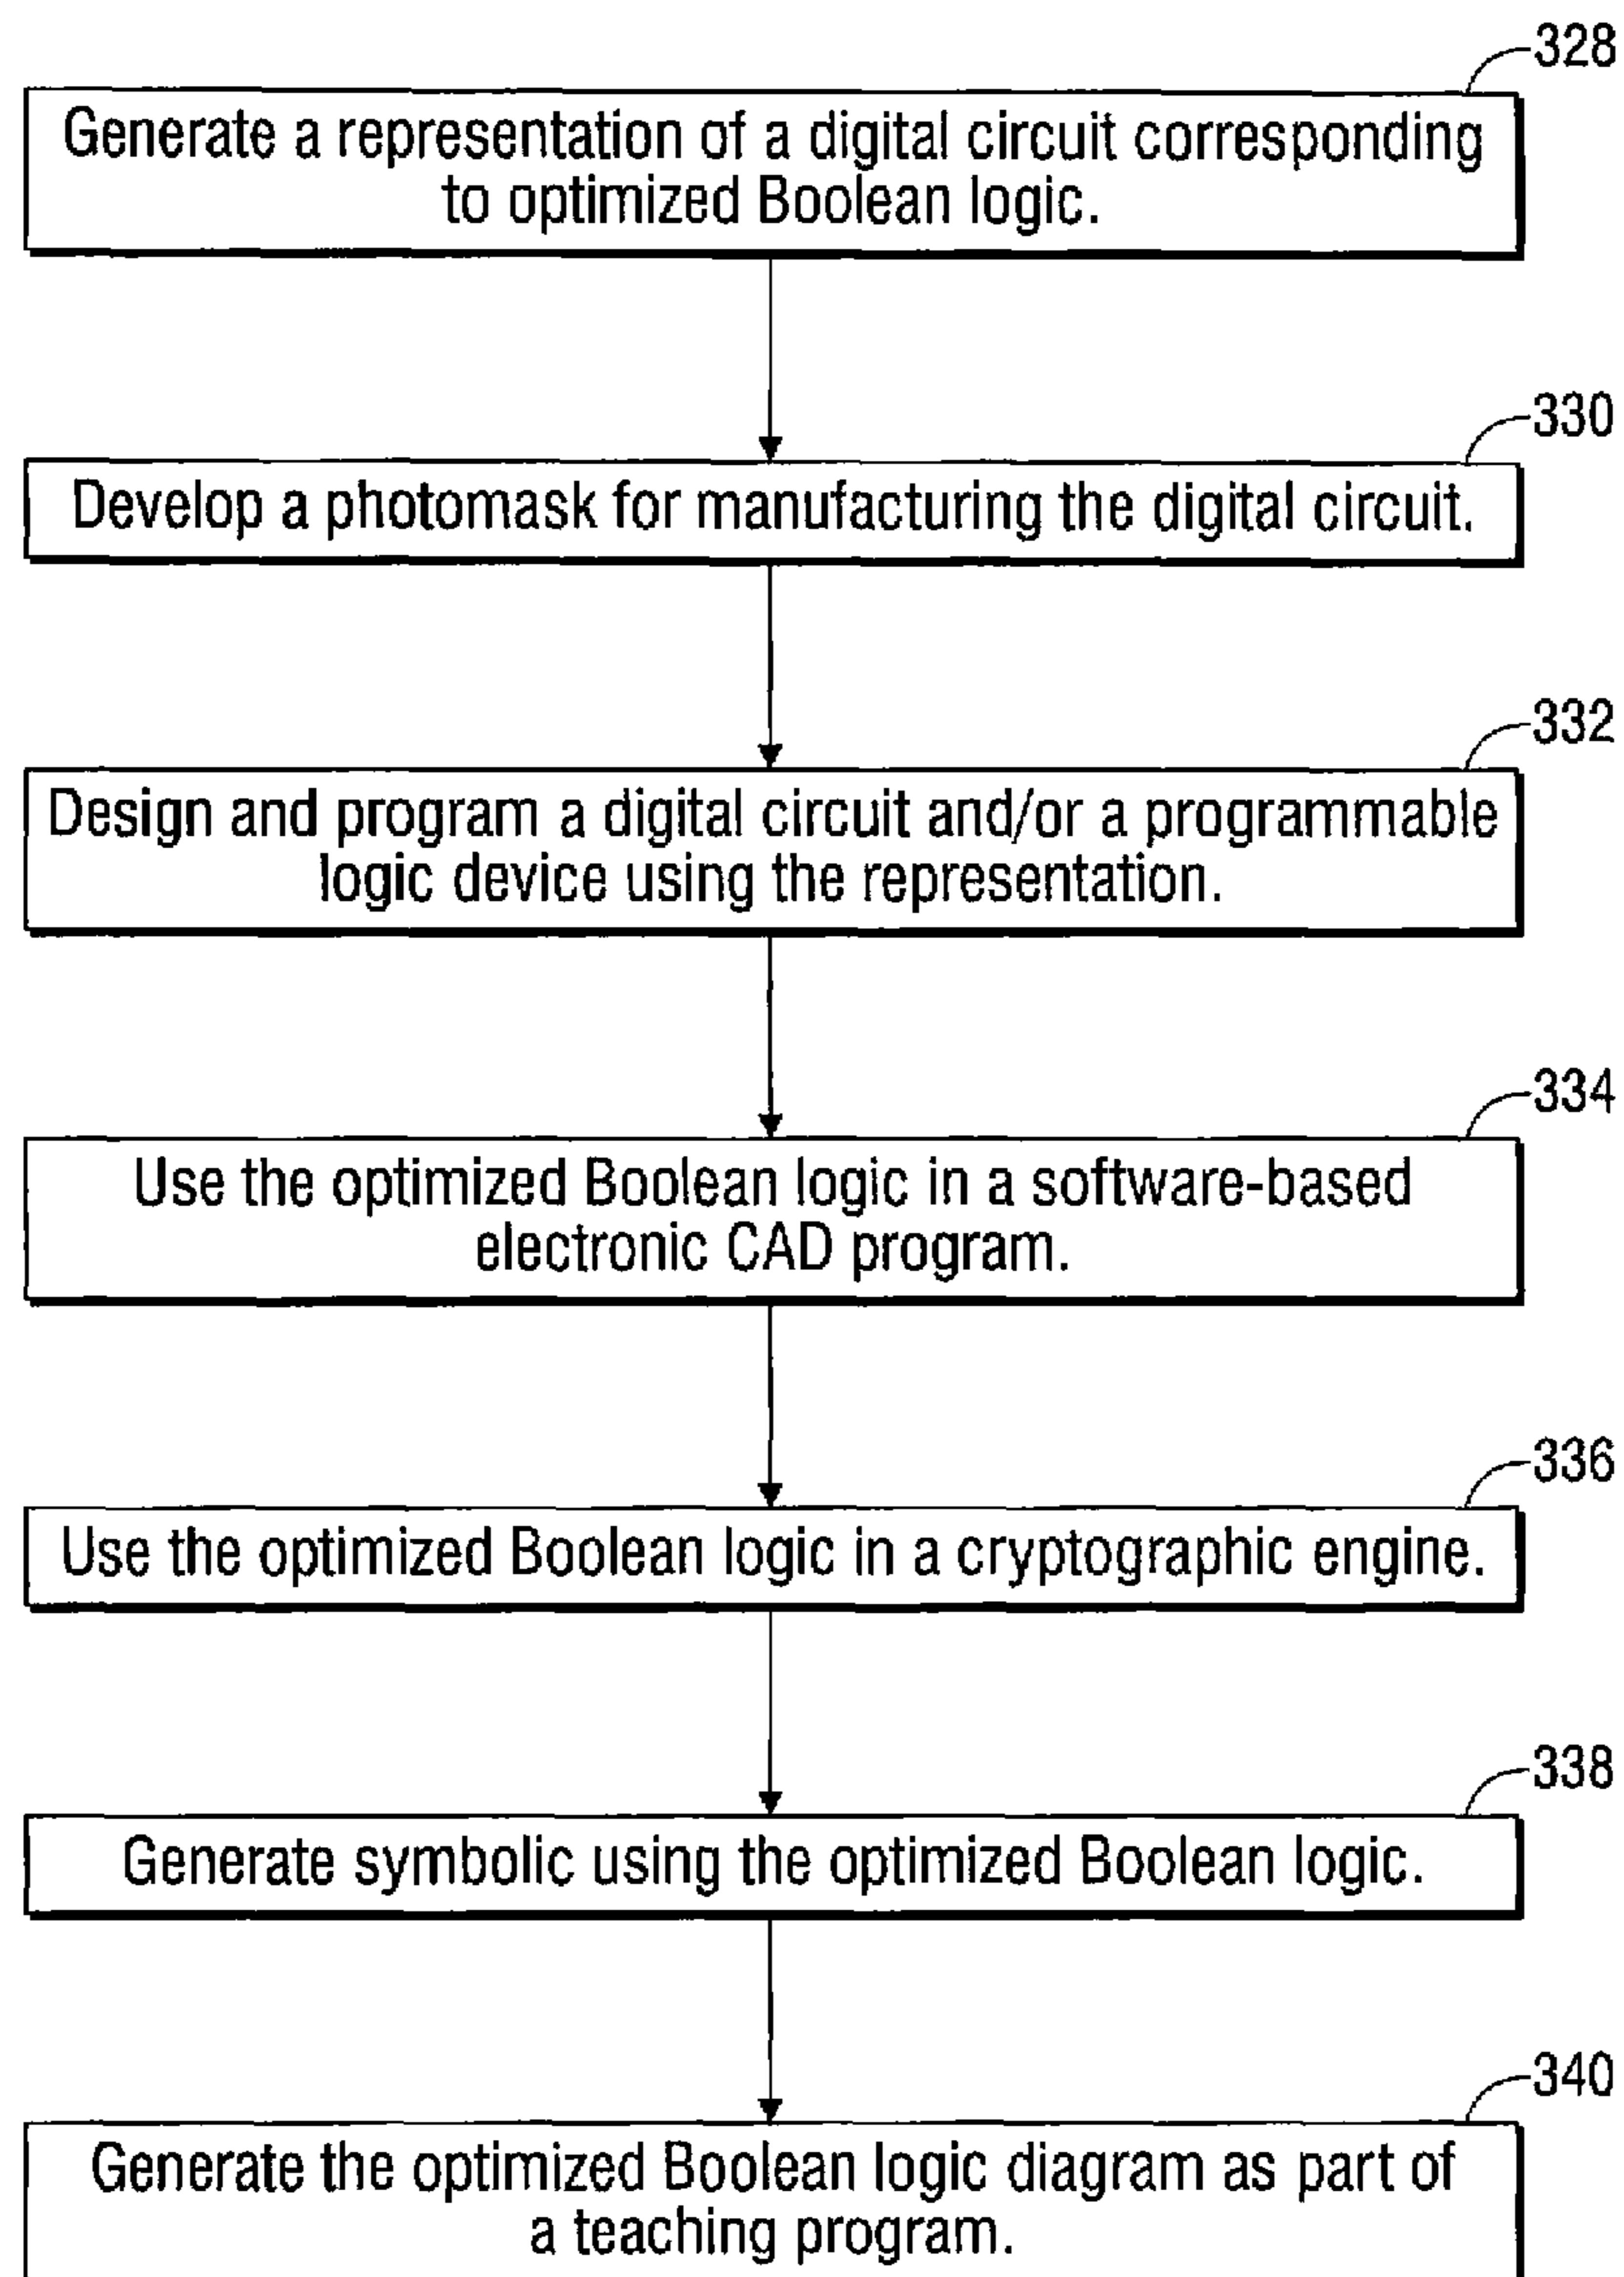 328
Generate a representation of a digital circuit corresponding
to optimized Boolean logic.
330
Develop a photomask for manufacturing the digital circuit.
332
Design and program a digital circuit and/or a programmable
logic device using the representation.
334
Use the optimized Boolean logic in a software-based
electronic CAD program.
336
Use the optimized Boolean logic in a cryptographic engine.
338
Generate symbolic using the optimized Boolean logic.
340
Generate the optimized Boolean logic diagram as part of
a teaching program.